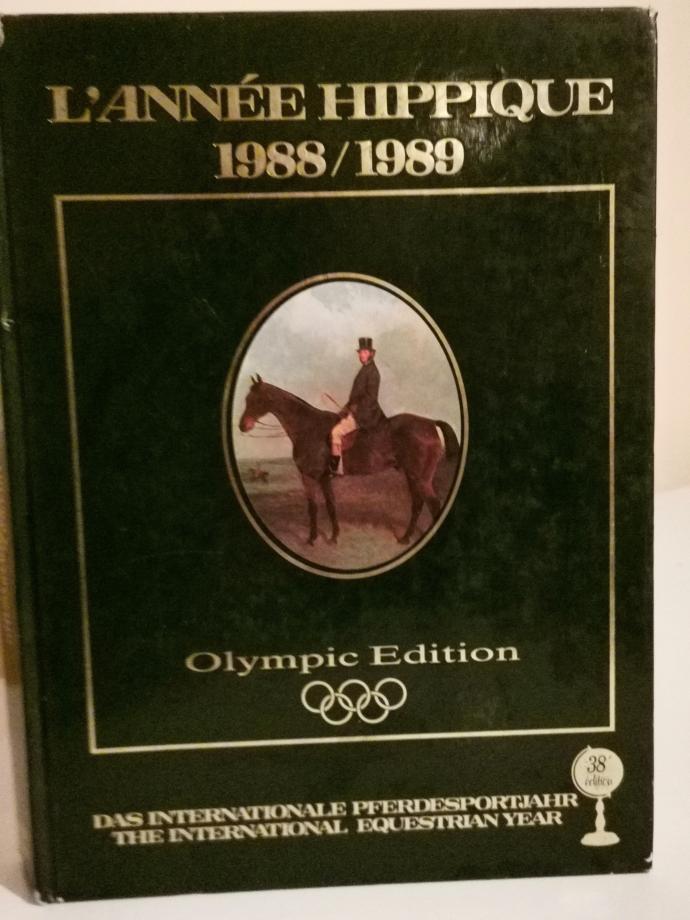 L'ANNÉE HIPPIQUE
1988/1989
Olympic Edition
38e
édition
DAS INTERNATIONALE PFERDESPORTJAHR
THE INTERNATIONAL EQUESTRIAN YEAR